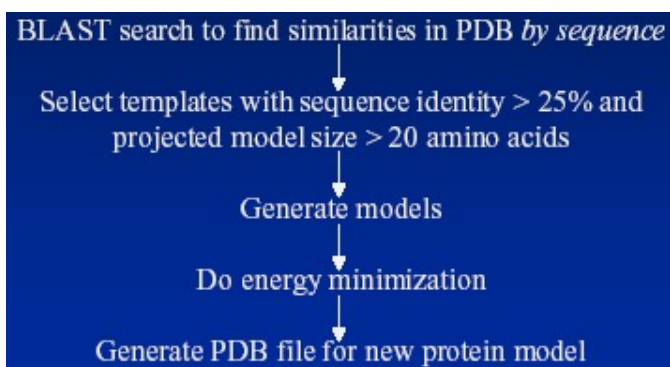 BLAST search to find similarities in PDB by sequence
Select templates with sequence identity > 25% and
projected model size > 20 amino acids
Generate models
Do energy minimization
Generate PDB file for new protein model